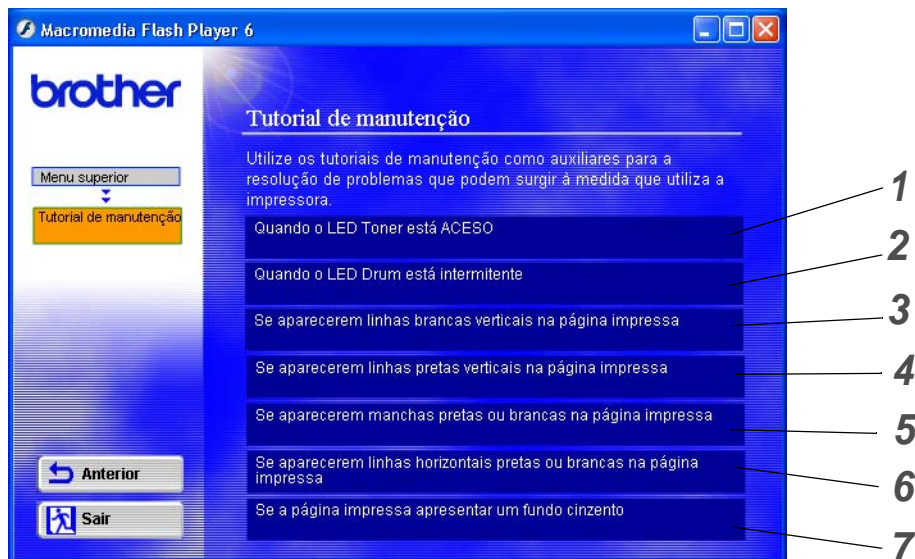 Macromedia Flash Player 6
brother
Menu superior
Tutorial de manutenção
Anterior
Sair
Tutorial de manutenção
Utilize os tutoriais de manutenção como auxiliares para a
resolução de problemas que podem surgir à medida que utiliza a
impressora.
Quando o LED Toner está ACESO
Quando o LED Drum está intermitente
Se aparecerem linhas brancas verticais na página impressa
Se aparecerem linhas pretas verticais na página impressa
Se aparecerem manchas pretas ou brancas na página impressa
Se aparecerem linhas horizontais pretas ou brancas na página
impressa
Se a página impressa apresentar um fundo cinzento
1
2
3
4
5
6
7